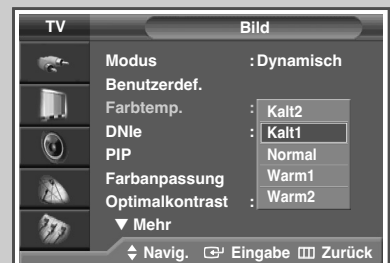 TV Bild
Modus : Dynamisch
Benutzerdef.
Farbtemp. : Kalt2
DNIe : Kalt1
PIP Normal
Farbanpassung Warm1
Optimalkontrast : Warm2
▼ Mehr
Navig. Eingabe Zurück